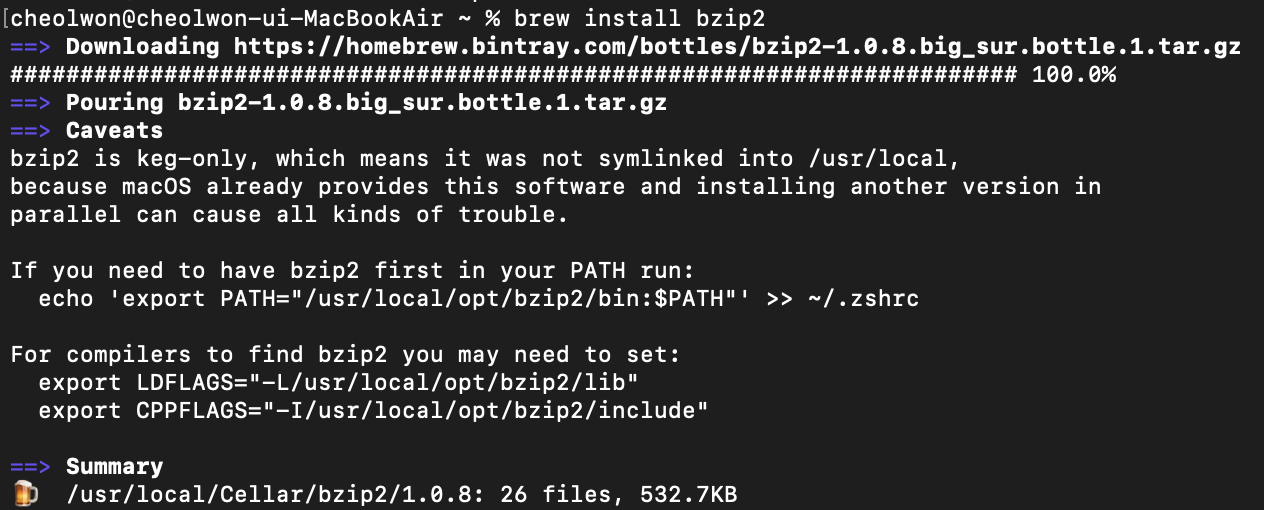 [cheolwon@cheolwon-ui-MacBookAir ~ % brew install bzip2
==> Downloading https://homebrew.bintray.com/bottles/bzip2-1.0.8.big_sur.bottle.1.tar.gz
######################################################################## 100.0%
==> Pouring bzip2-1.0.8.big_sur.bottle.1.tar.gz
==> Caveats
bzip2 is keg-only, which means it was not symlinked into /usr/local,
because macOS already provides this software and installing another version in
parallel can cause all kinds of trouble.

If you need to have bzip2 first in your PATH run:
  echo 'export PATH="/usr/local/opt/bzip2/bin:$PATH"' >> ~/.zshrc

For compilers to find bzip2 you may need to set:
  export LDFLAGS="-L/usr/local/opt/bzip2/lib"
  export CPPFLAGS="-I/usr/local/opt/bzip2/include"

==> Summary
🍺  /usr/local/Cellar/bzip2/1.0.8: 26 files, 532.7KB